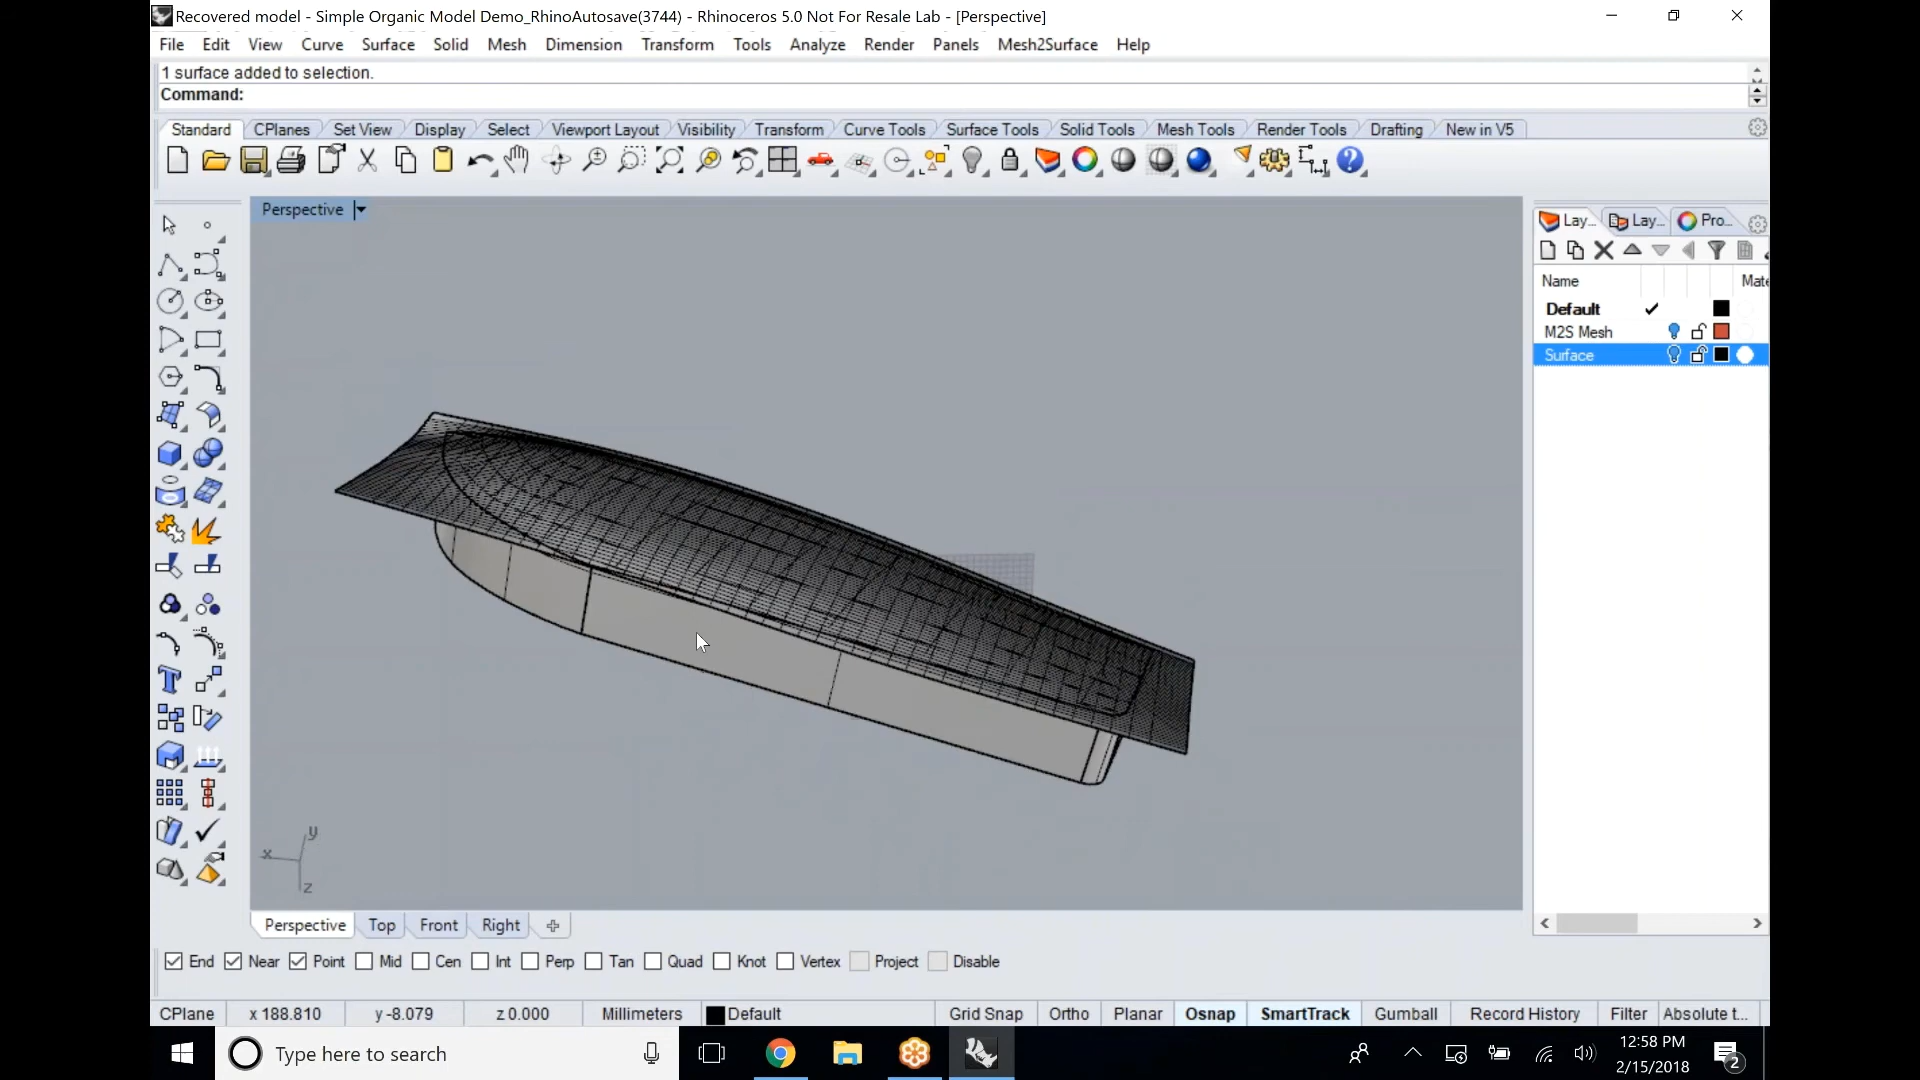 Recovered model - Simple Organic Model Demo_RhinoAutosave(3744) - Rhinoceros 5.0 Not For Resale Lab - [Perspective]
File Edit View Curve Surface Solid Mesh Dimension Transform Tools Analyze Render Panels Mesh2Surface Help
1 surface added to selection.
Command:
Standard CPlanes Set View Display Select Viewport Layout Visibility Transform Curve Tools Surface Tools Solid Tools Mesh Tools Render Tools Drafting New in V5
Perspective
Lay... Lay... Pro...
Name Mate
Default
M2S Mesh
Surface
y
x
z
Perspective Top Front Right
End Near Point Mid Cen Int Perp Tan Quad Knot Vertex Project Disable
CPlane x 188.810 y -8.079 z 0.000 Millimeters Default Grid Snap Ortho Planar Osnap SmartTrack Gumball Record History Filter Absolute t...
Type here to search
12:58 PM
2/15/2018
2